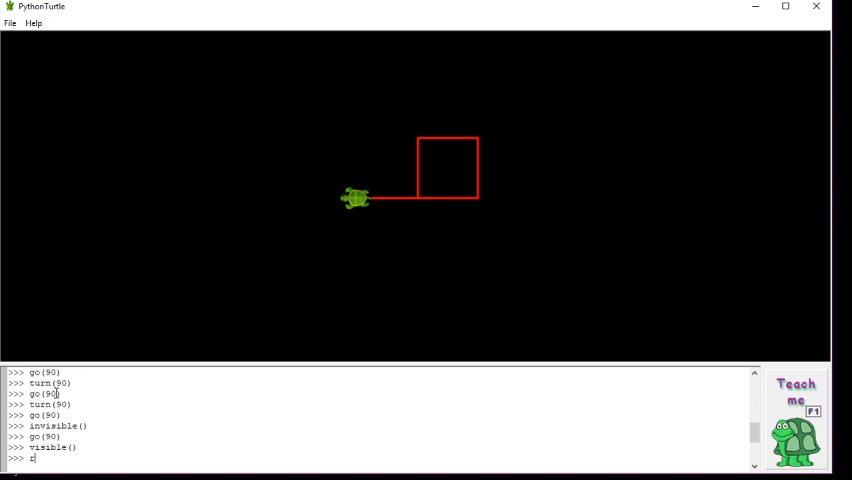 PythonTurtle
File Help
>>> go(90)
>>> turn(90)
>>> go(90)
>>> turn(90)
>>> go(90)
>>> invisible()
>>> go(90)
>>> visible()
>>> r
Teach
me
F1